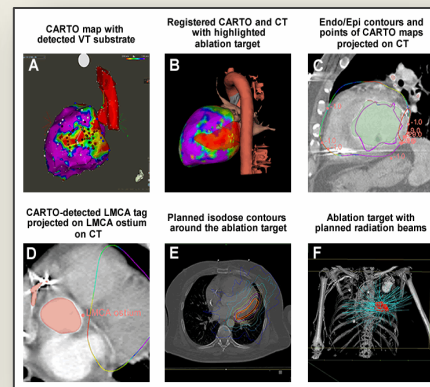 CARTO map with
detected VT substrate
Registered CARTO and CT
with highlighted
ablation target
Endo/Epi contours and
points of CARTO maps
projected on CT
A
B
C
CARTO-detected LMCA tag
projected on LMCA ostium
on CT
Planned isodose contours
around the ablation target
Ablation target with
planned radiation beams
D
E
F